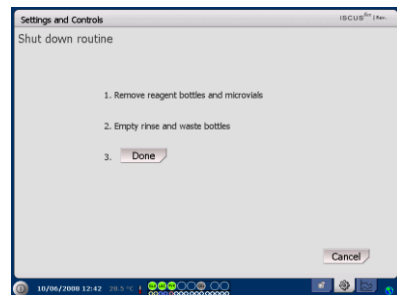 Settings and Controls
ISCUSflex | Rev.
Shut down routine
1. Remove reagent bottles and microvials
2. Empty rinse and waste bottles
3. Done
Cancel
10/06/2008 12:42 28.5 °C